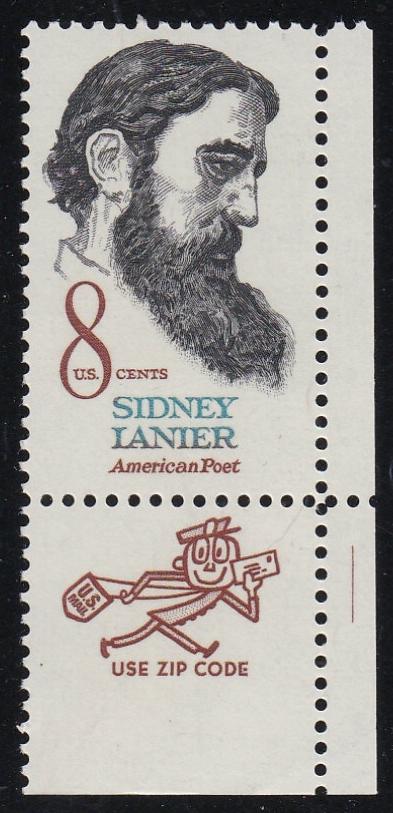 8
U.S. CENTS
SIDNEY
LANIER
American Poet
U.S.
MAIL
USE ZIP CODE